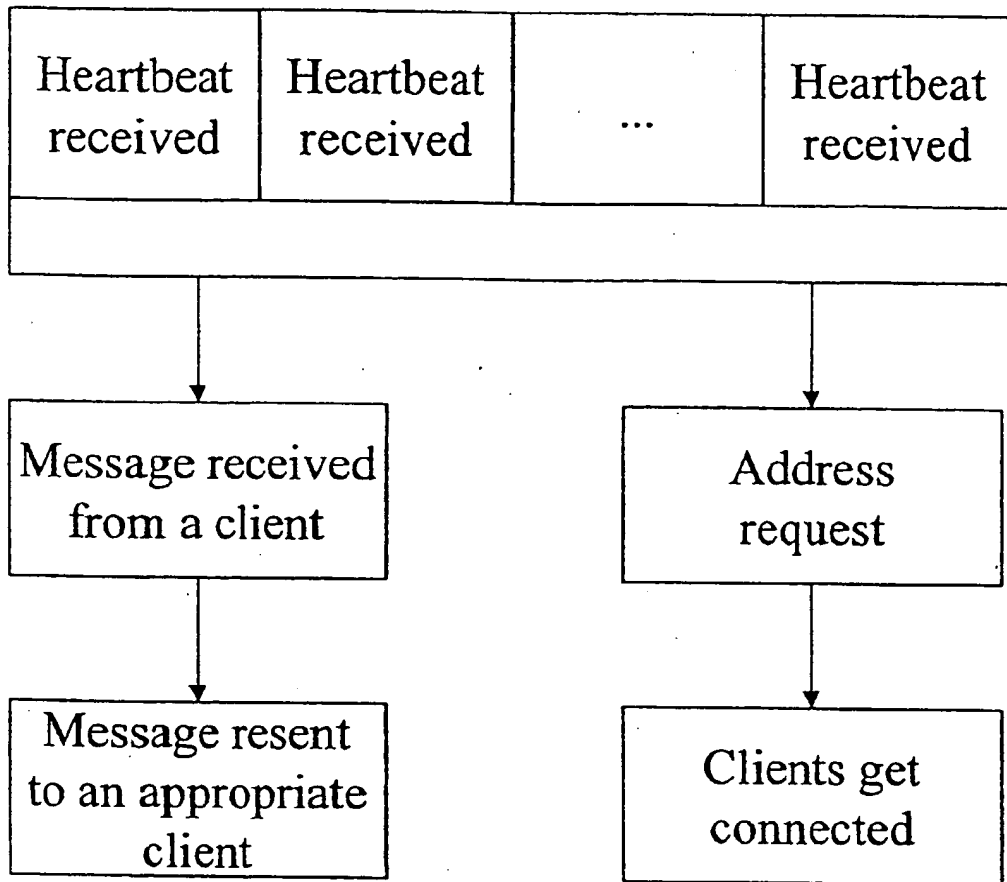 Heartbeat
received
Heartbeat
received
...
Heartbeat
received
Message received
from a client
Address
request
Message resent
to an appropriate
client
Clients get
connected